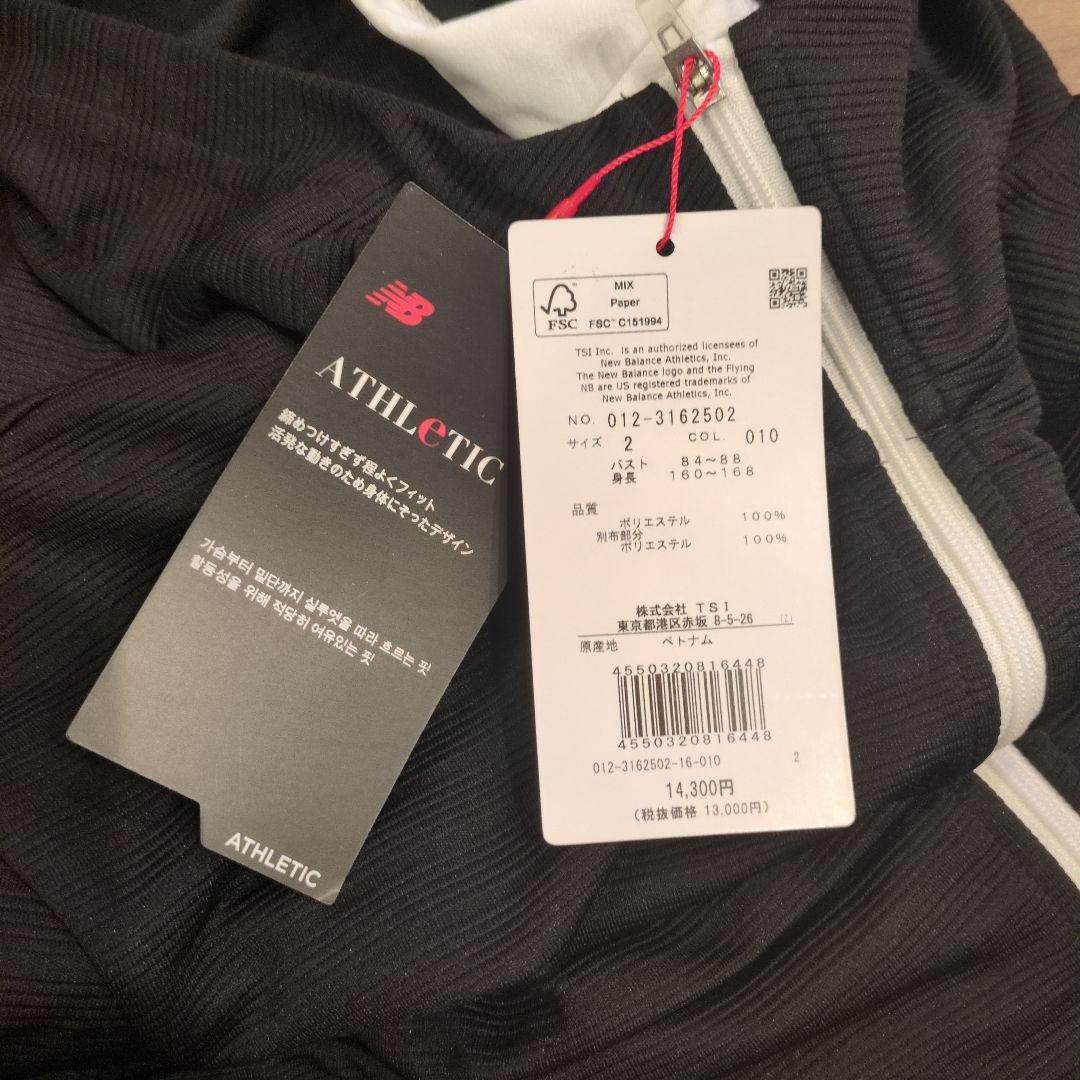 NB
ATHLeTIC
締めつけすぎず程よくフィット
活発な動きのため身体にそったデザイン
가슴부터 밑단까지 실루엣을 따라 흐르는 핏
활동성을 위해 적당히 여유있는 핏
ATHLETIC
FSC
MIX
Paper
FSC™ C151994
TSI Inc. is an authorized licensees of
New Balance Athletics, Inc.
The New Balance logo and the Flying
NB are US registered trademarks of
New Balance Athletics, Inc.
NO. 012-3162502
サイズ 2 COL. 010
バスト 84~88
身長 160~168
品質
ポリエステル 100%
別布部分
ポリエステル 100%
株式会社 TSI
東京都港区赤坂 8-5-26 (Z)
原産地 ベトナム
4550320816448
4550320816448
012-3162502-16-010 2
14,300円
(税抜価格 13,000円)